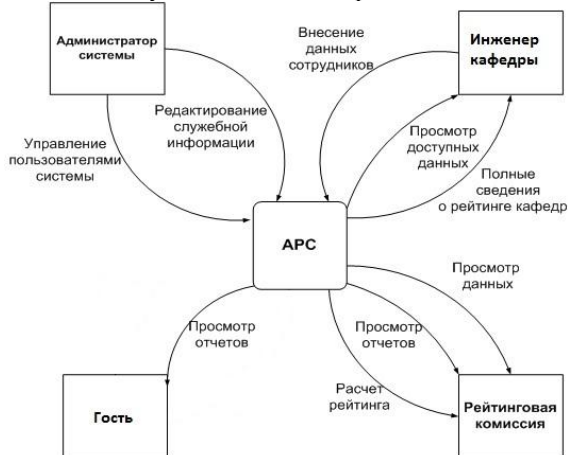 Администратор
системы
Внесение
данных
сотрудников
Инженер
кафедры
Редактирование
служебной
информации
Управление
пользователями
системы
Просмотр
доступных
данных
Полные
сведения
о рейтинге кафедр
АРС
Просмотр
данных
Просмотр
отчетов
Просмотр
отчетов
Расчет
рейтинга
Гость
Рейтинговая
комиссия